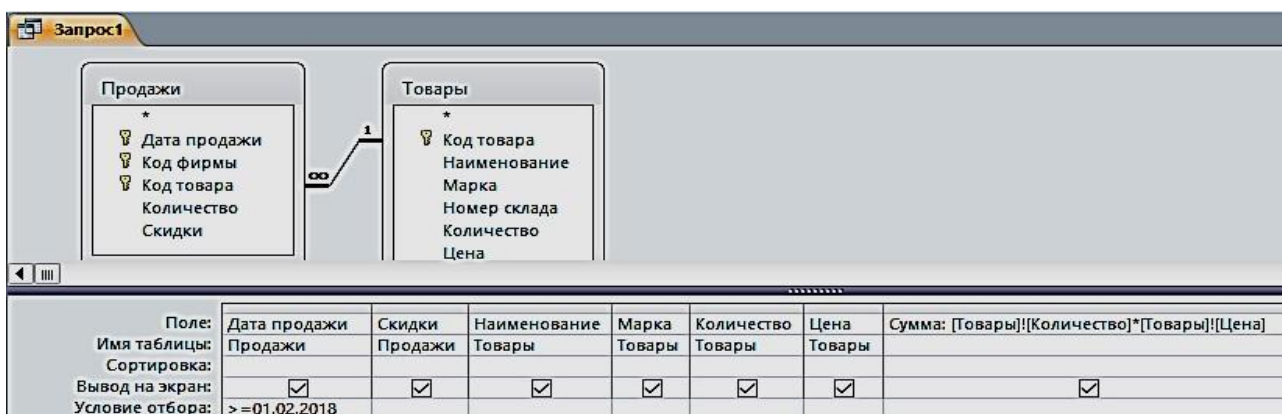 Запрос1
Продажи
*
Дата продажи
Код фирмы
Код товара
Количество
Скидки
∞
1
Товары
*
Код товара
Наименование
Марка
Номер склада
Количество
Цена
Поле: Дата продажи Скидки Наименование Марка Количество Цена Сумма: [Товары]![Количество]*[Товары]![Цена]
Имя таблицы: Продажи Продажи Товары Товары Товары Товары
Сортировка:
Вывод на экран:
Условие отбора: >=01.02.2018